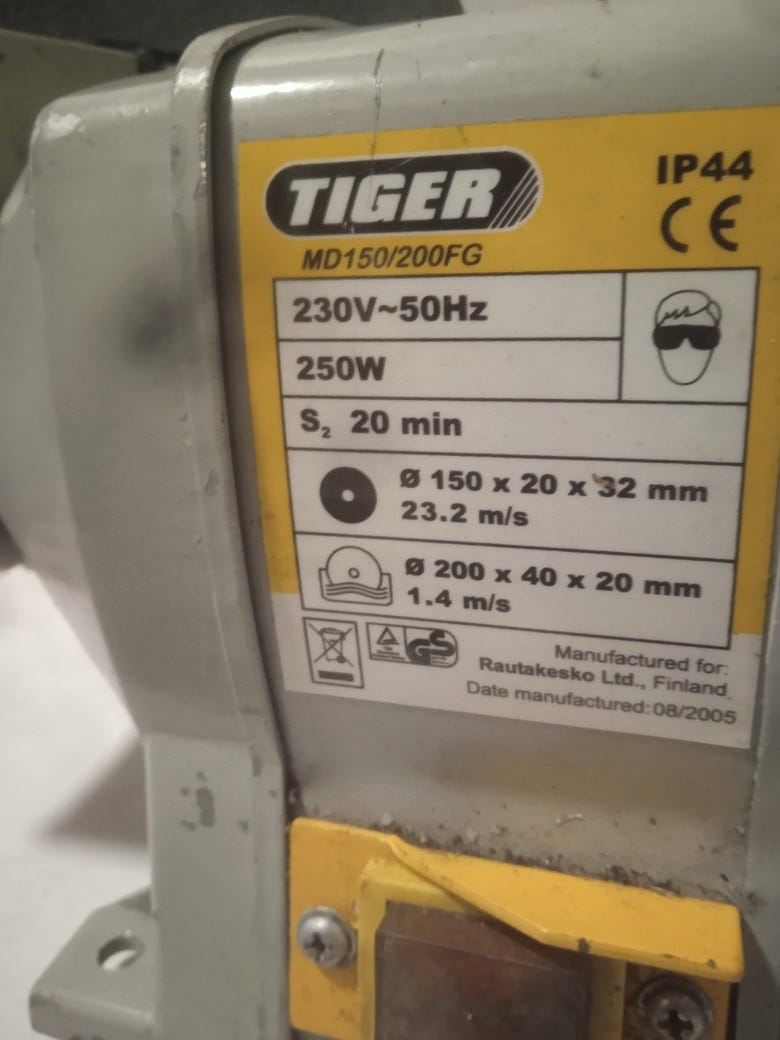 TIGER
IP44
CE
MD150/200FG
230V~50Hz
250W
S₂ 20 min
Ø 150 x 20 x 32 mm
23.2 m/s
Ø 200 x 40 x 20 mm
1.4 m/s
GS
Manufactured for:
Rautakesko Ltd., Finland
Date manufactured: 08/2005